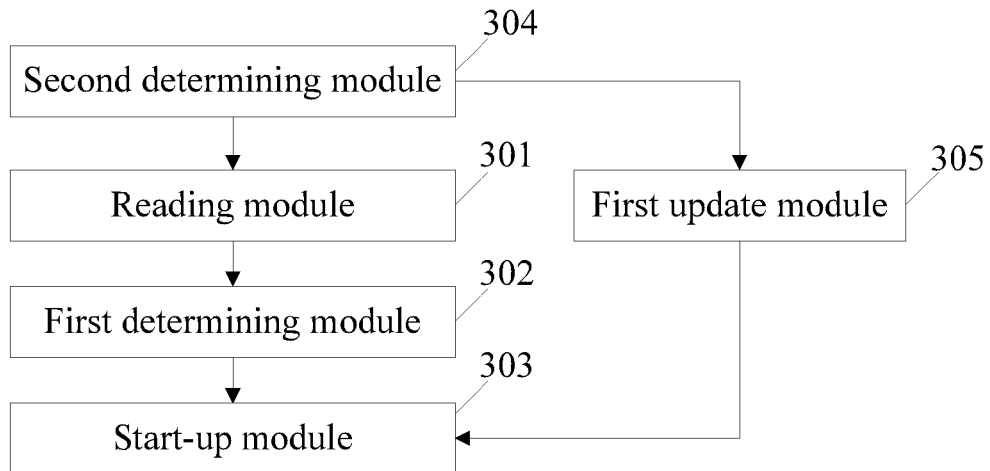 304
Second determining module
301
305
Reading module
First update module
302
First determining module
303
Start-up module